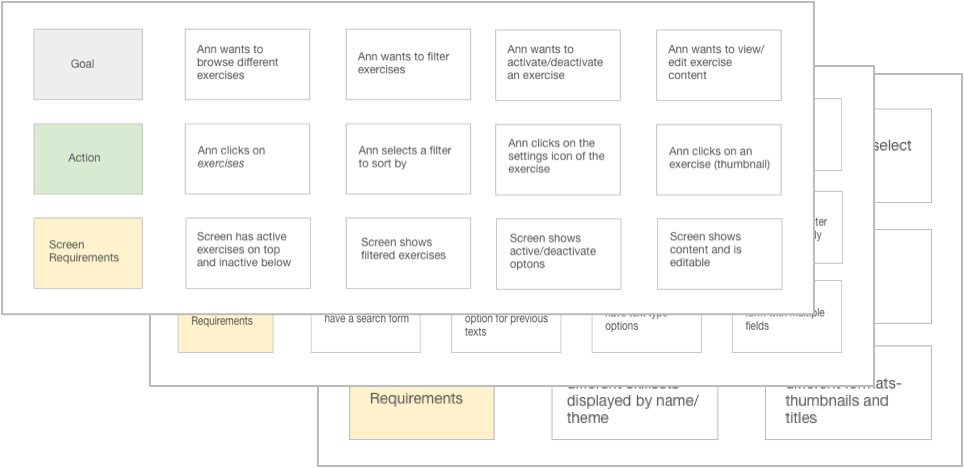 Goal
Ann wants to
browse different
exercises
Ann wants to filter
exercises
Ann wants to
activate/deactivate
an exercise
Ann wants to view/
edit exercise
content
Action
Ann clicks on
exercises
Ann selects a filter
to sort by
Ann clicks on the
settings icon of the
exercise
Ann clicks on an
exercise (thumbnail)
Screen
Requirements
Screen has active
exercises on top
and inactive below
Screen shows
filtered exercises
Screen shows
active/deactivate
optons
Screen shows
content and is
editable
Requirements
have a search form
option for previous
texts
have text type
options
form with multiple
fields
select
Requirements
different skillsets
displayed by name/
theme
different formats-
thumbnails and
titles